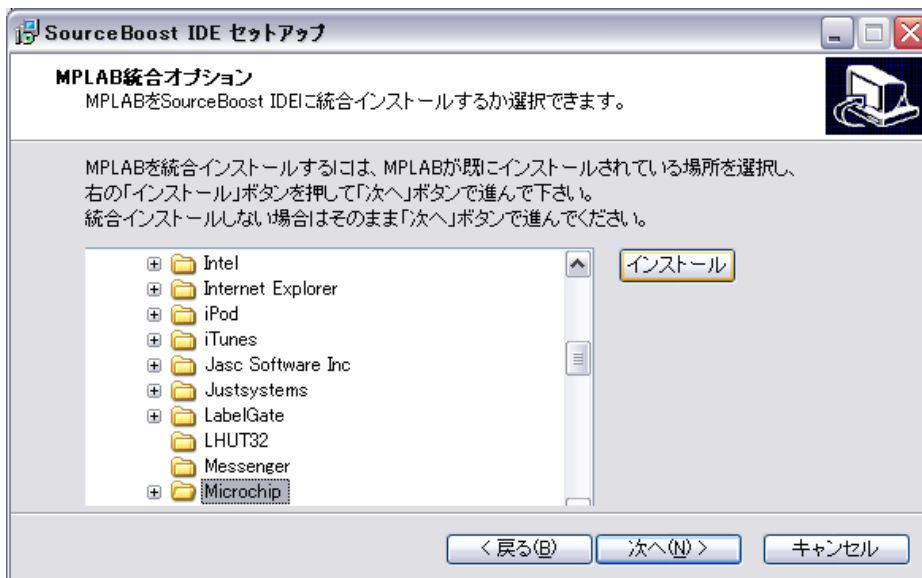 SourceBoost IDE セットアップ
MPLAB統合オプション
MPLABをSourceBoost IDEに統合インストールするか選択できます。
MPLABを統合インストールするには、MPLABが既にインストールされている場所を選択し、
右の「インストール」ボタンを押して「次へ」ボタンで進んで下さい。
統合インストールしない場合はそのまま「次へ」ボタンで進んでください。
Intel
インストール
Internet Explorer
iPod
iTunes
Jasc Software Inc
Justsystems
LabelGate
LHUT32
Messenger
Microchip
< 戻る(B)
次へ(N) >
キャンセル